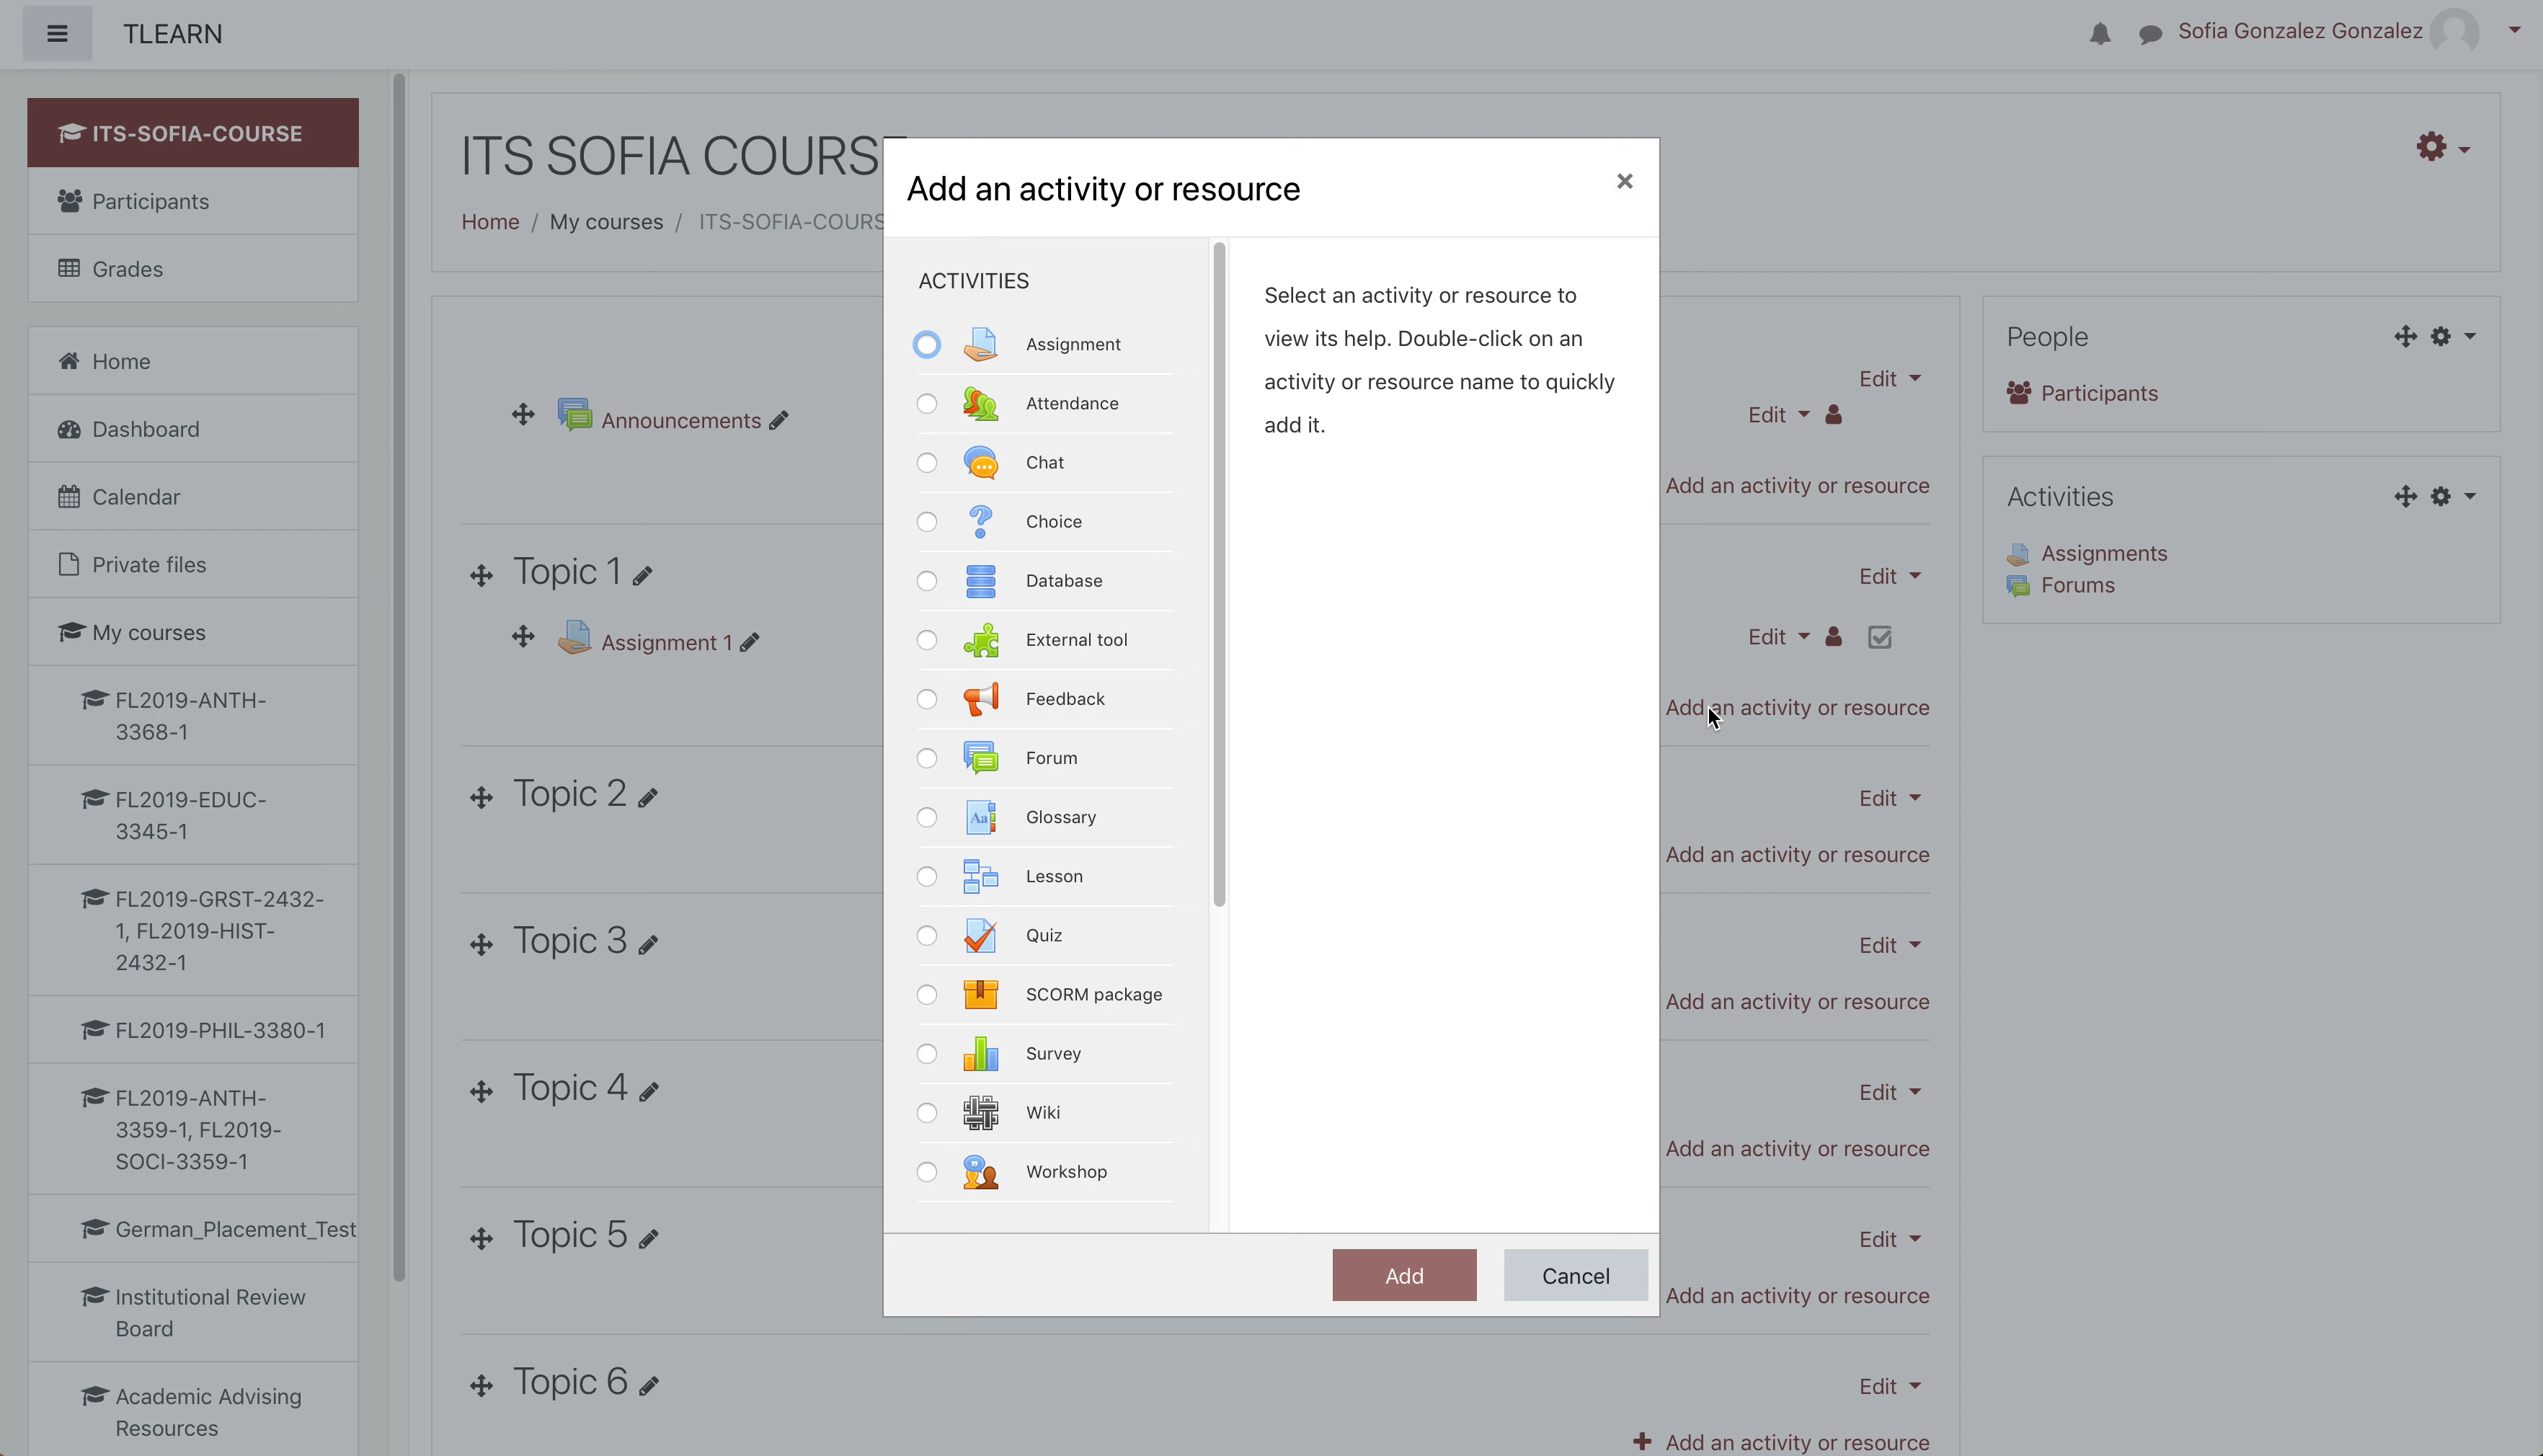 TLEARN
Sofia Gonzalez Gonzalez
ITS-SOFIA-COURSE
Participants
Grades
Home
Dashboard
Calendar
Private files
My courses
FL2019-ANTH-
3368-1
FL2019-EDUC-
3345-1
FL2019-GRST-2432-
1, FL2019-HIST-
2432-1
FL2019-PHIL-3380-1
FL2019-ANTH-
3359-1, FL2019-
SOCI-3359-1
German_Placement_Test
Institutional Review
Board
Academic Advising
Resources
ITS SOFIA COURS
Home / My courses / ITS-SOFIA-COURS
Edit
Announcements
Edit
Add an activity or resource
Topic 1
Edit
Assignment 1
Edit
Add an activity or resource
Topic 2
Edit
Add an activity or resource
Topic 3
Edit
Add an activity or resource
Topic 4
Edit
Add an activity or resource
Topic 5
Edit
Add an activity or resource
Topic 6
Edit
Add an activity or resource
Add an activity or resource
ACTIVITIES
Assignment
Attendance
Chat
Choice
Database
External tool
Feedback
Forum
Aa
Glossary
Lesson
Quiz
SCORM package
Survey
Wiki
Workshop
Select an activity or resource to
view its help. Double-click on an
activity or resource name to quickly
add it.
Add
Cancel
People
Participants
Activities
Assignments
Forums